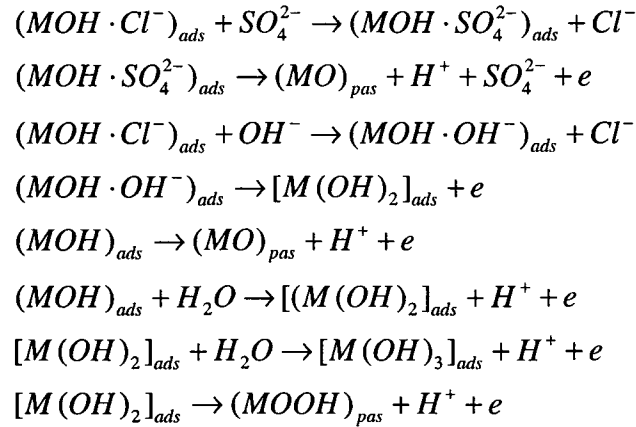 (MOH · Cl⁻)ads + SO₄²⁻ → (MOH · SO₄²⁻)ads + Cl⁻
(MOH · SO₄²⁻)ads → (MO)pas + H⁺ + SO₄²⁻ + e
(MOH · Cl⁻)ads + OH⁻ → (MOH · OH⁻)ads + Cl⁻
(MOH · OH⁻)ads → [M(OH)₂]ads + e
(MOH)ads → (MO)pas + H⁺ + e
(MOH)ads + H₂O → [(M(OH)₂]ads + H⁺ + e
[M(OH)₂]ads + H₂O → [M(OH)₃]ads + H⁺ + e
[M(OH)₂]ads → (MOOH)pas + H⁺ + e